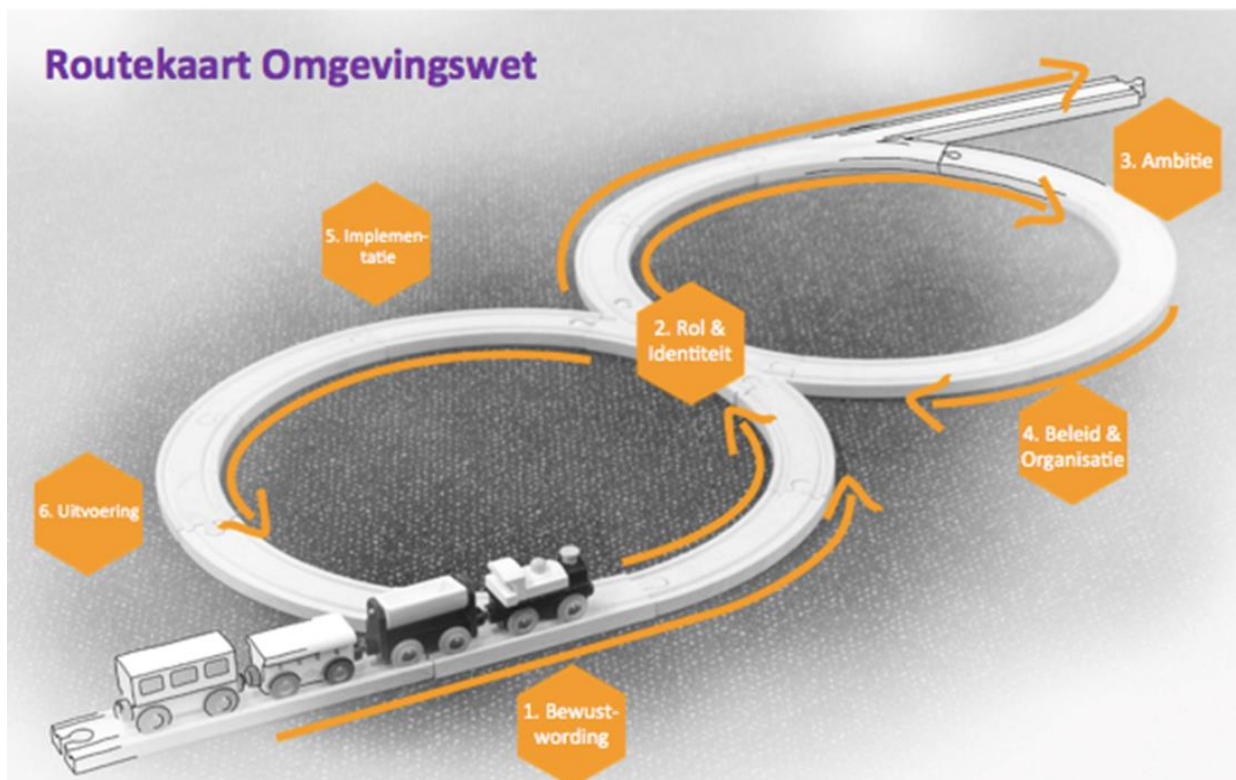 Routekaart Omgevingswet
3. Ambitie
5. Implemen-
tatie
2. Rol &
Identiteit
4. Beleid &
Organisatie
6. Uitvoering
1. Bewust-
wording